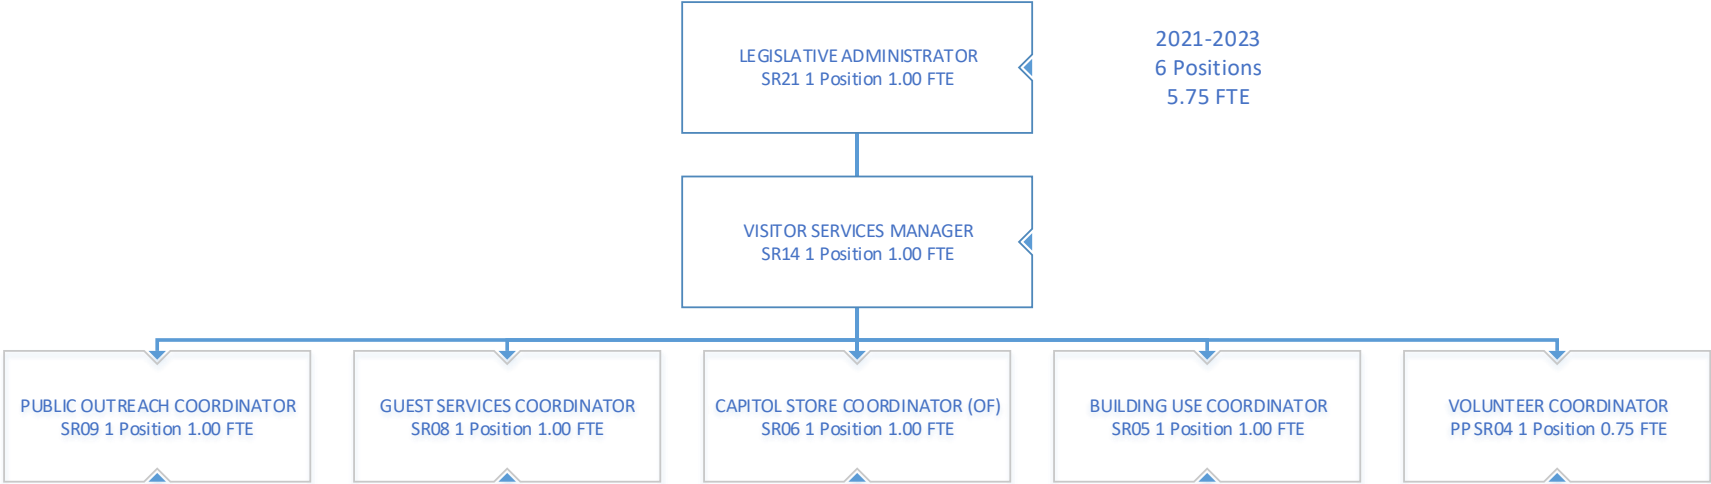 LEGISLATIVE ADMINISTRATOR
SR21 1 Position 1.00 FTE
2021-2023
6 Positions
5.75 FTE
VISITOR SERVICES MANAGER
SR14 1 Position 1.00 FTE
PUBLIC OUTREACH COORDINATOR
SR09 1 Position 1.00 FTE
GUEST SERVICES COORDINATOR
SR08 1 Position 1.00 FTE
CAPITOL STORE COORDINATOR (OF)
SR06 1 Position 1.00 FTE
BUILDING USE COORDINATOR
SR05 1 Position 1.00 FTE
VOLUNTEER COORDINATOR
PP SR04 1 Position 0.75 FTE